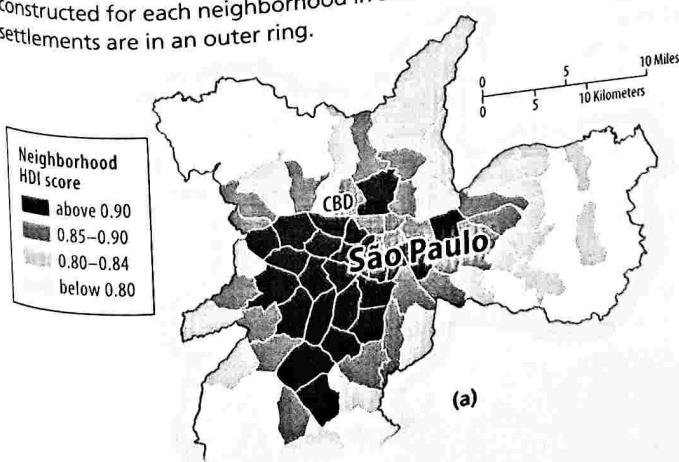 constructed for each neighborhood in
settlements are in an outer ring.
0 5 10 Miles
0 5 10 Kilometers
Neighborhood
HDI score
above 0.90
0.85–0.90
0.80–0.84
below 0.80
CBD
São Paulo
(a)